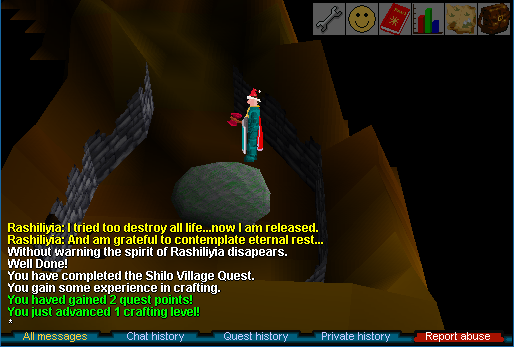 Rashiliyia: I tried too destroy all life...now I am released.
Rashiliyia: And am grateful to contemplate eternal rest...
Without warning the spirit of Rashiliyia disapears.
Well Done!
You have completed the Shilo Village Quest.
You gain some experience in crafting.
You haved gained 2 quest points!
You just advanced 1 crafting level!
*
All messages Chat history Quest history Private history Report abuse